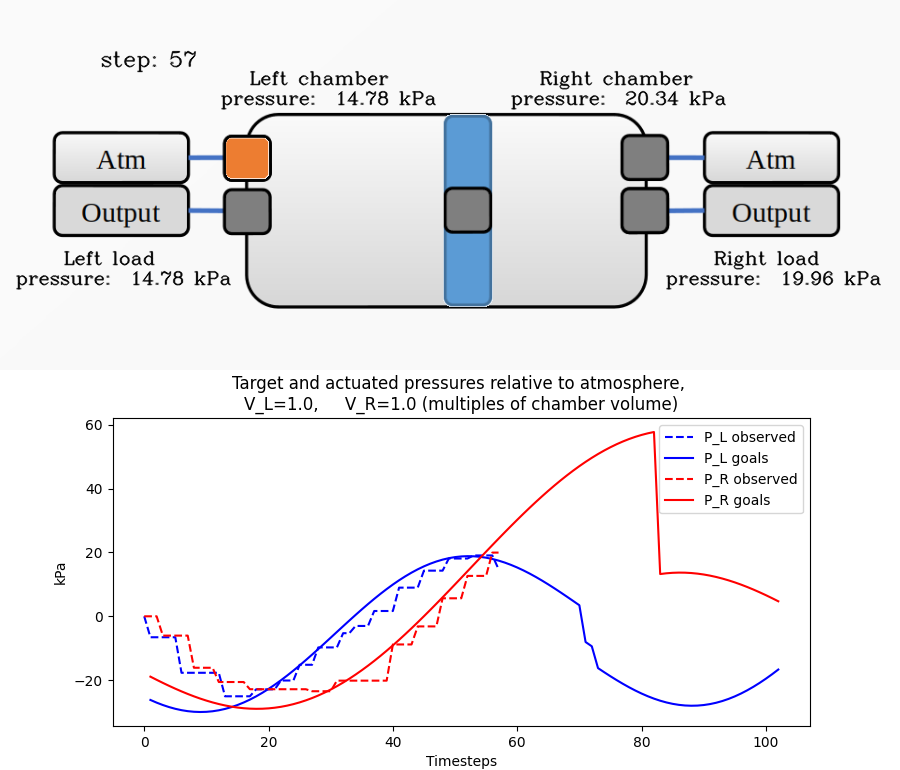 step: 57
Left chamber
pressure: 14.78 kPa
Right chamber
pressure: 20.34 kPa
Atm
Output
Atm
Output
Left load
pressure: 14.78 kPa
Right load
pressure: 19.96 kPa
Target and actuated pressures relative to atmosphere,
V_L=1.0, V_R=1.0 (multiples of chamber volume)
60
40
20
0
−20
kPa
P_L observed
P_L goals
P_R observed
P_R goals
0 20 40 60 80 100
Timesteps